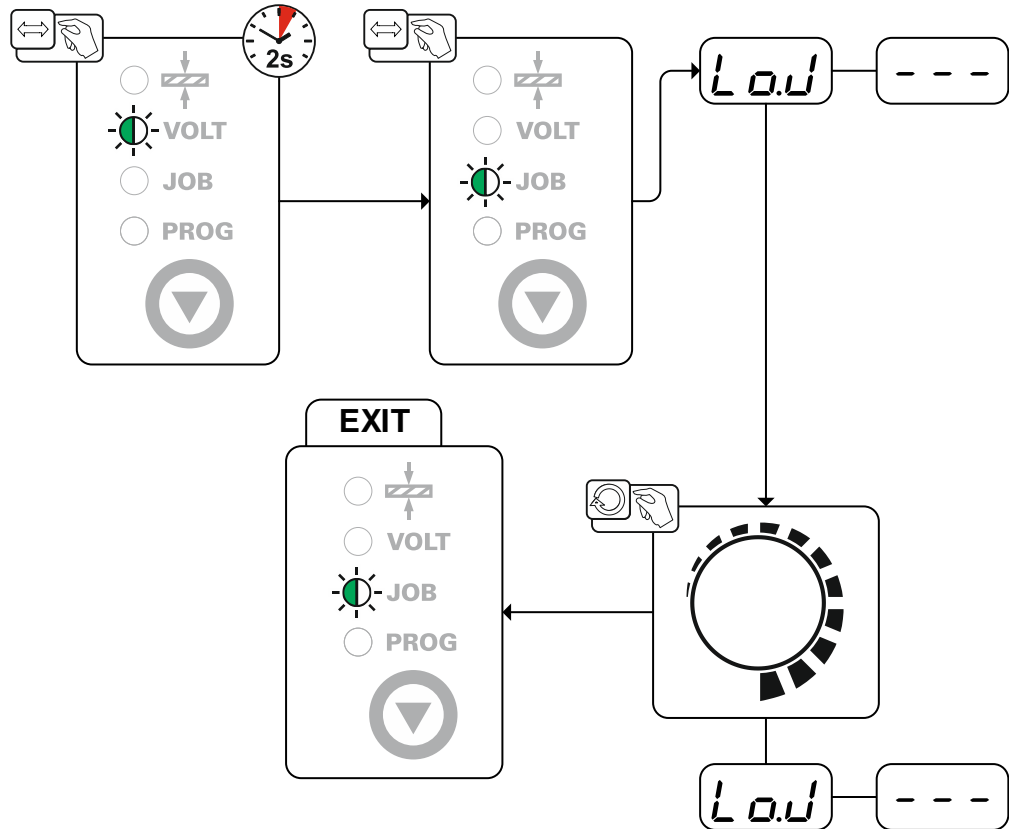 2s
VOLT
JOB
PROG
VOLT
JOB
PROG
Lo.J
- - -
EXIT
VOLT
JOB
PROG
Lo.J
- - -